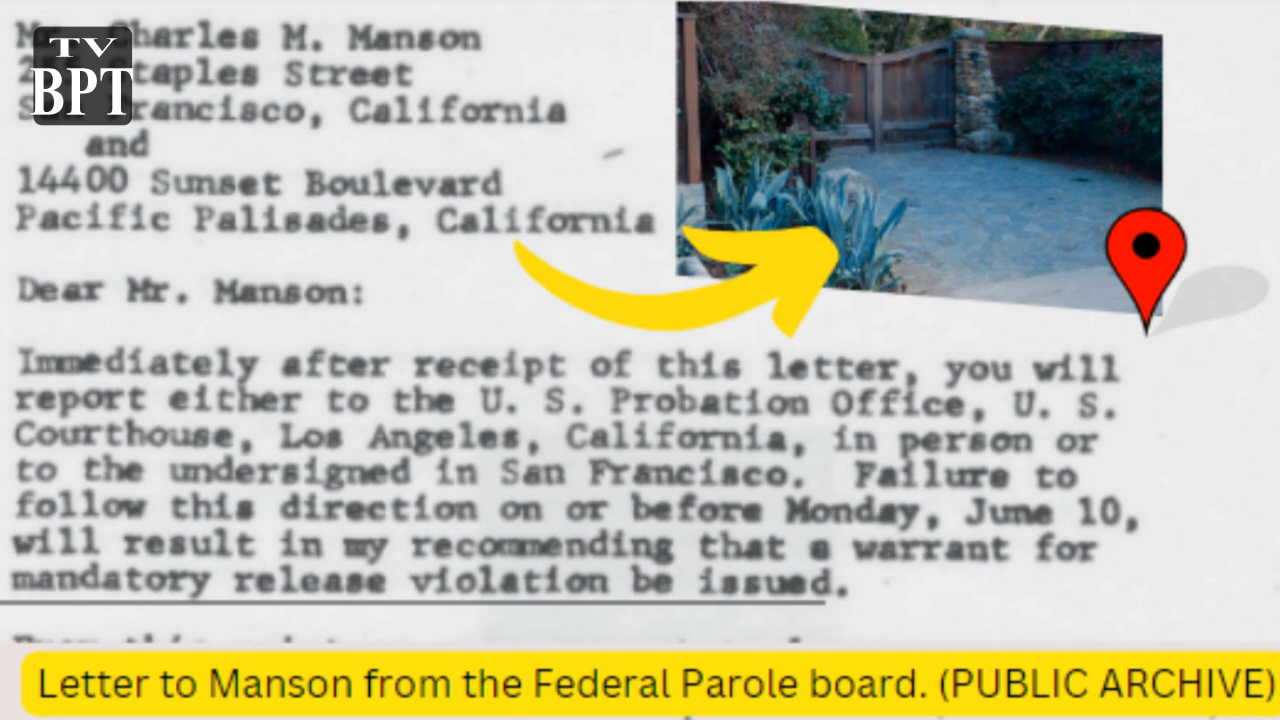 TV
BPT
Charles M. Manson
Staples Street
Francisco, California
and
14400 Sunset Boulevard
Pacific Palisades, California
Dear Mr. Manson:
Immediately after receipt of this letter, you will
report either to the U. S. Probation Office, U. S.
Courthouse, Los Angeles, California, in person or
to the undersigned in San Francisco. Failure to
follow this direction on or before Monday, June 10,
will result in my recommending that a warrant for
mandatory release violation be issued.
Letter to Manson from the Federal Parole board. (PUBLIC ARCHIVE)